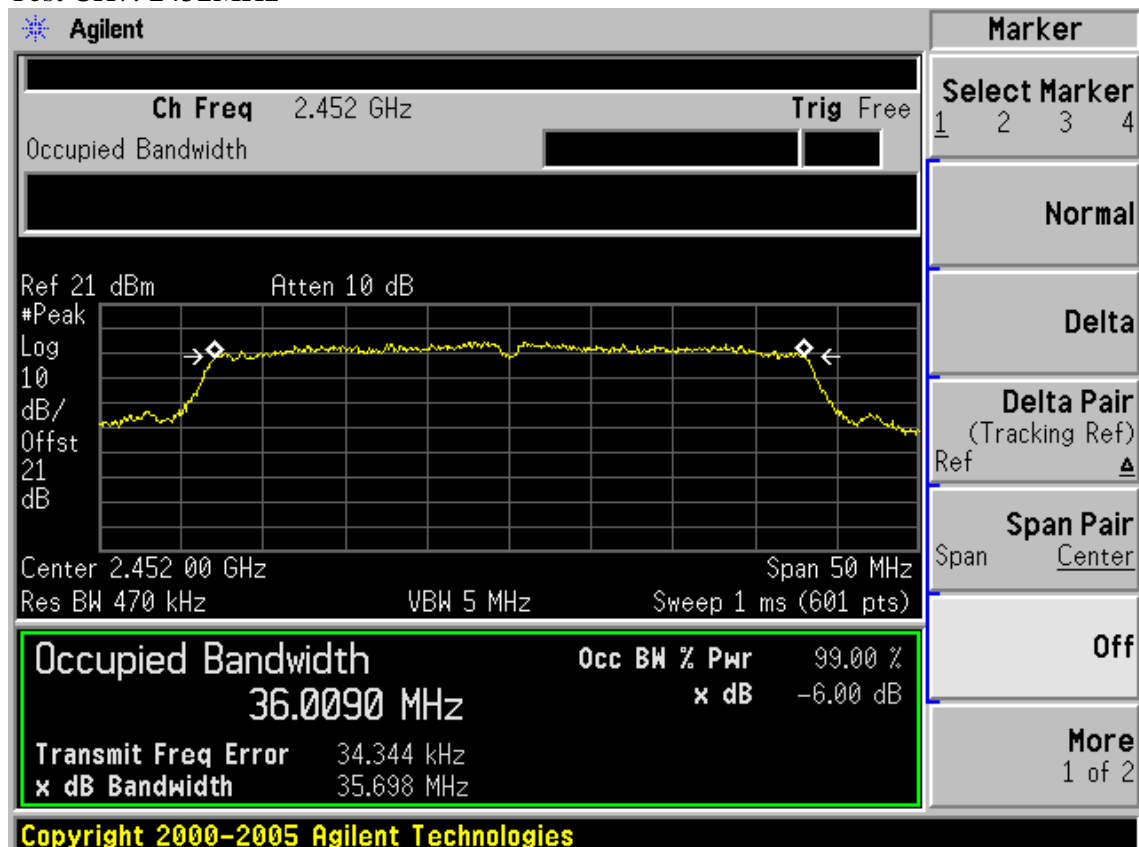 Agilent
Ch Freq 2.452 GHz Trig Free
Occupied Bandwidth
Ref 21 dBm Atten 10 dB
#Peak
Log
10
dB/
Offst
21
dB
Center 2.452 00 GHz Span 50 MHz
Res BW 470 kHz VBW 5 MHz Sweep 1 ms (601 pts)
Occupied Bandwidth
36.0090 MHz
Occ BW % Pwr 99.00 %
x dB -6.00 dB
Transmit Freq Error 34.344 kHz
x dB Bandwidth 35.698 MHz
Copyright 2000-2005 Agilent Technologies
Marker
Select Marker
1 2 3 4
Normal
Delta
Delta Pair
(Tracking Ref)
Ref Δ
Span Pair
Span Center
Off
More
1 of 2